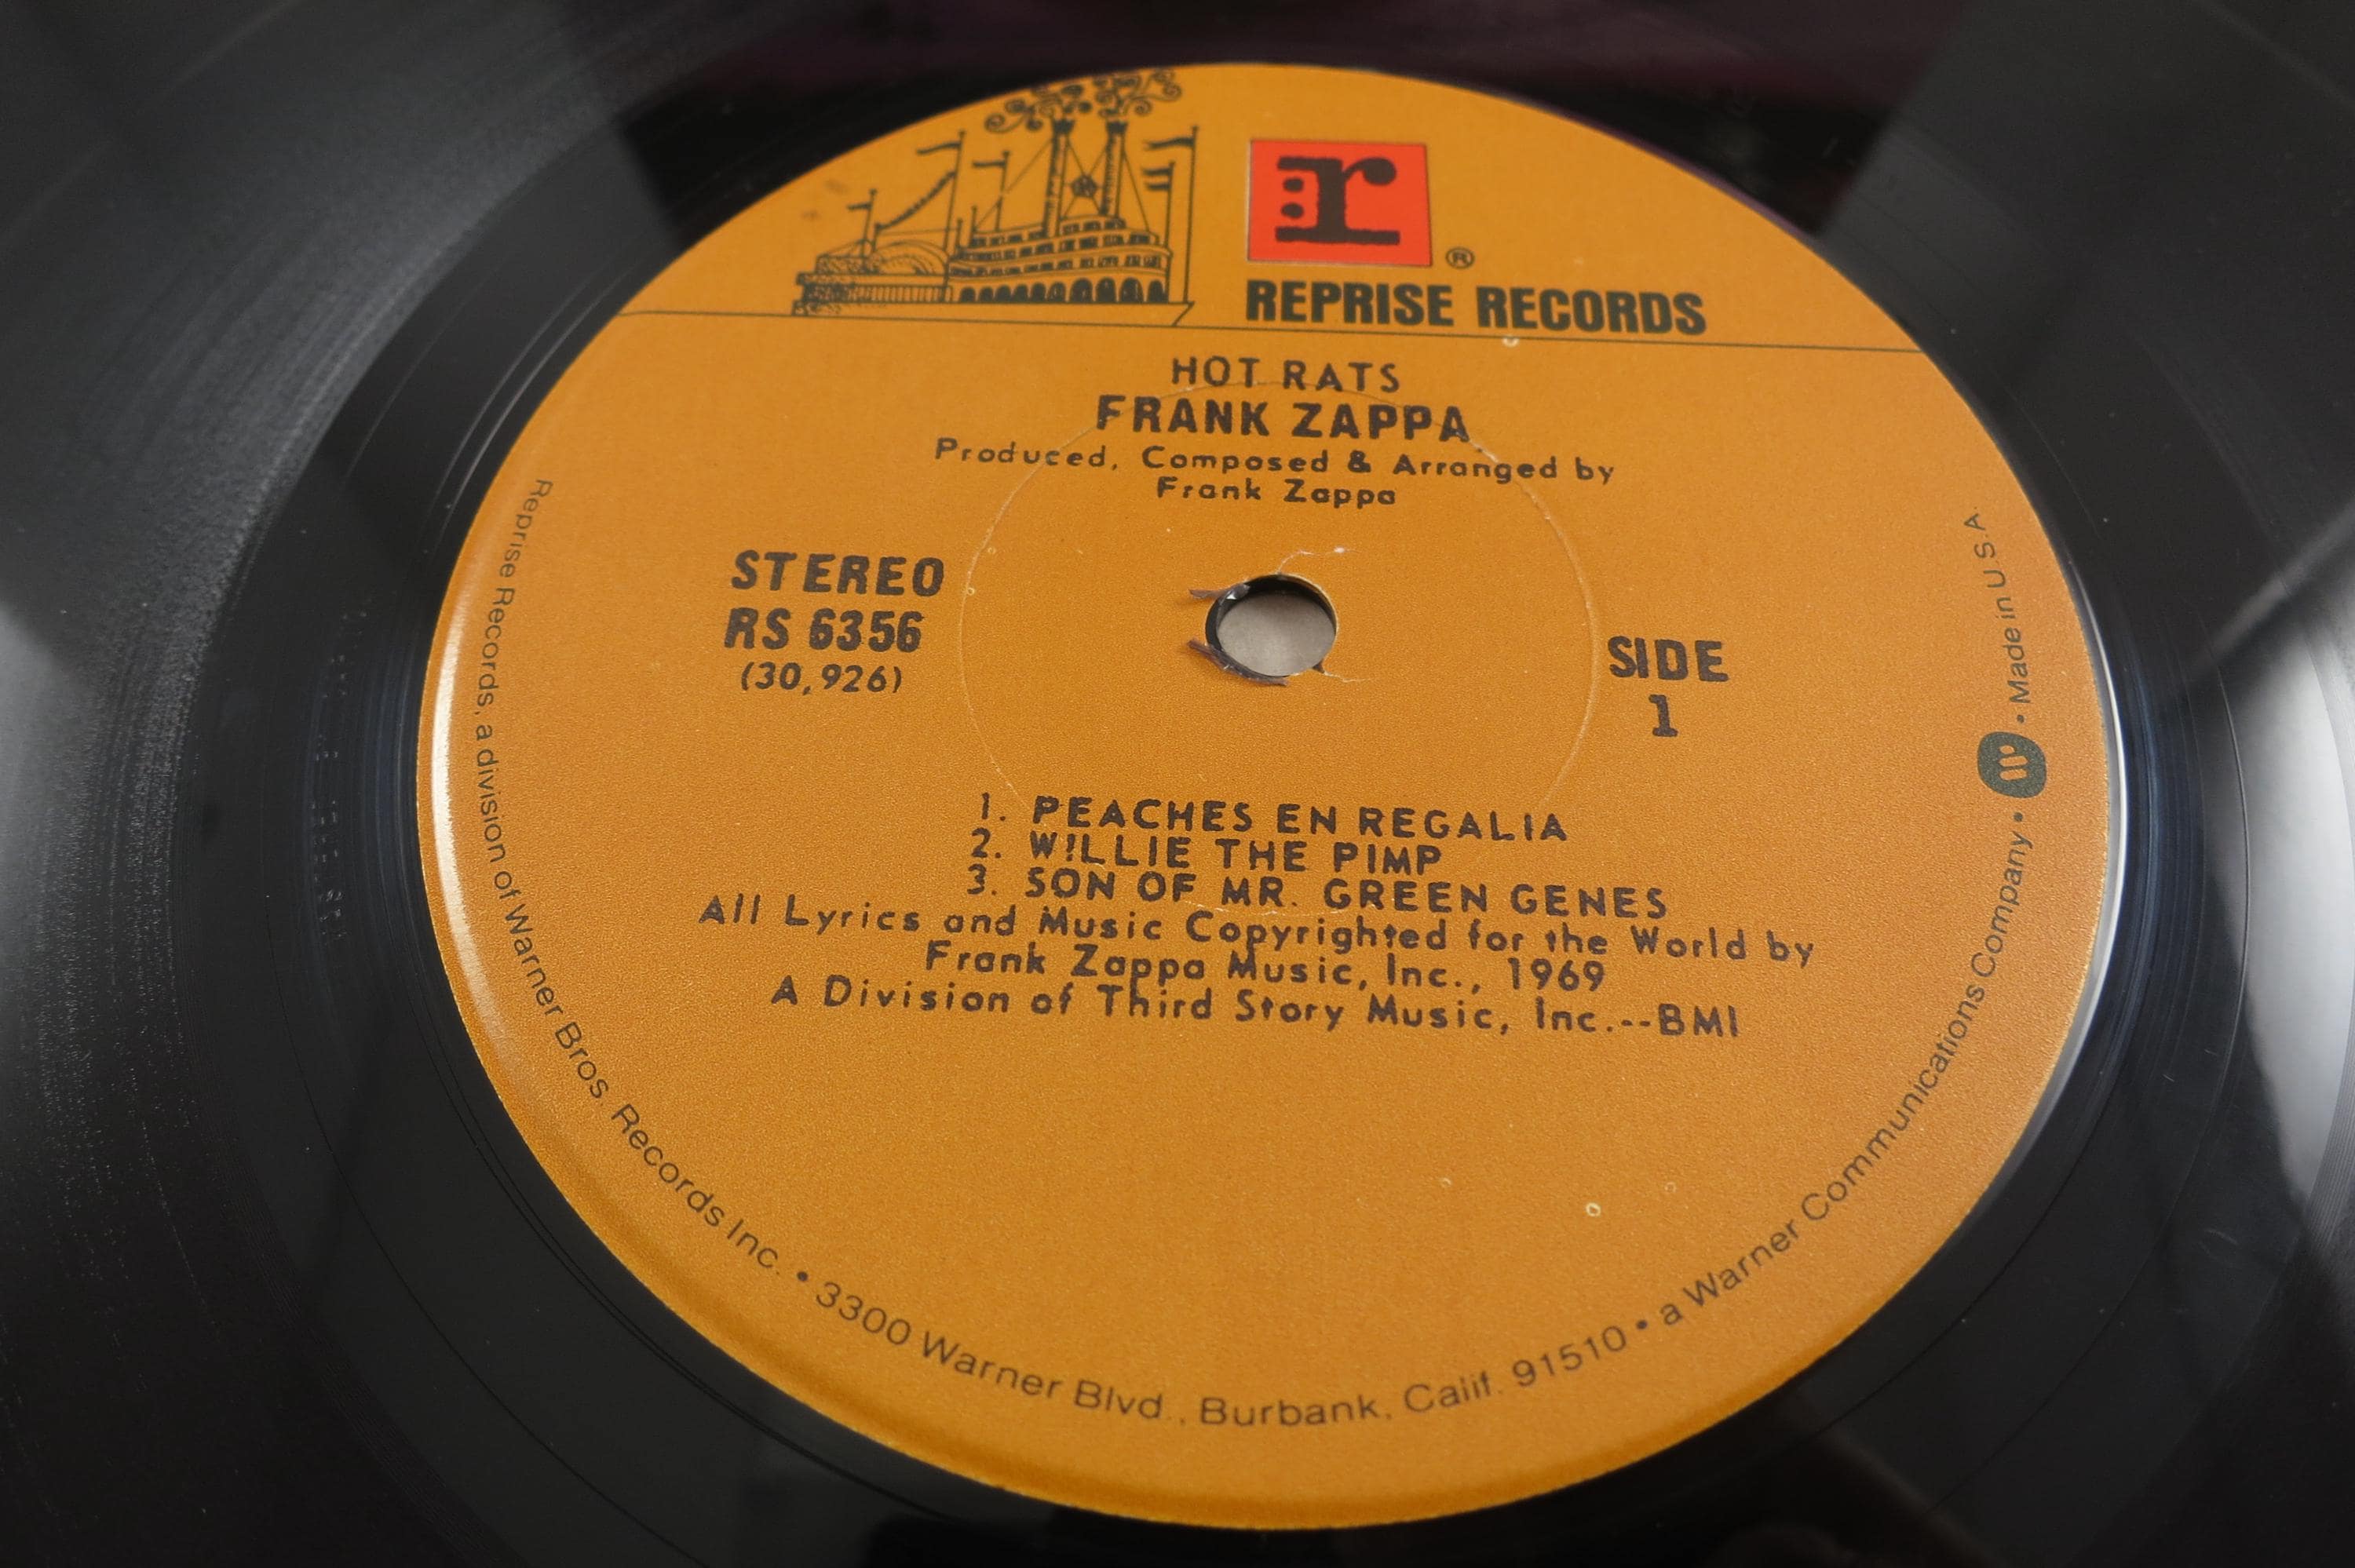 r
®
REPRISE RECORDS
HOT RATS
FRANK ZAPPA
Produced, Composed & Arranged by
Frank Zappa
STEREO
RS 6356
(30,926)
SIDE
1
1. PEACHES EN REGALIA
2. WILLIE THE PIMP
3. SON OF MR. GREEN GENES
All Lyrics and Music Copyrighted for the World by
Frank Zappa Music, Inc., 1969
A Division of Third Story Music, Inc.--BMI
Reprise Records, a division of Warner Bros. Records Inc. • 3300 Warner Blvd., Burbank, Calif. 91510 • a Warner Communications Company • W • Made in U.S.A.